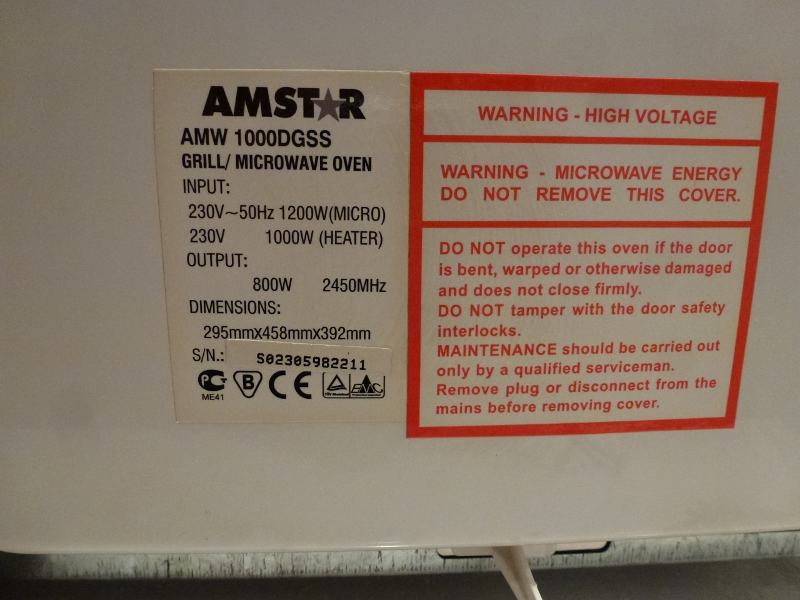 AMSTAR
AMW 1000DGSS
GRILL/ MICROWAVE OVEN
INPUT:
230V~50Hz 1200W(MICRO)
230V 1000W (HEATER)
OUTPUT:
800W 2450MHz
DIMENSIONS:
295mmx458mmx392mm
S/N.: S02305982211
ME41
B
CE
EMC
WARNING - HIGH VOLTAGE
WARNING - MICROWAVE ENERGY
DO NOT REMOVE THIS COVER.
DO NOT operate this oven if the door
is bent, warped or otherwise damaged
and does not close firmly.
DO NOT tamper with the door safety
interlocks.
MAINTENANCE should be carried out
only by a qualified serviceman.
Remove plug or disconnect from the
mains before removing cover.